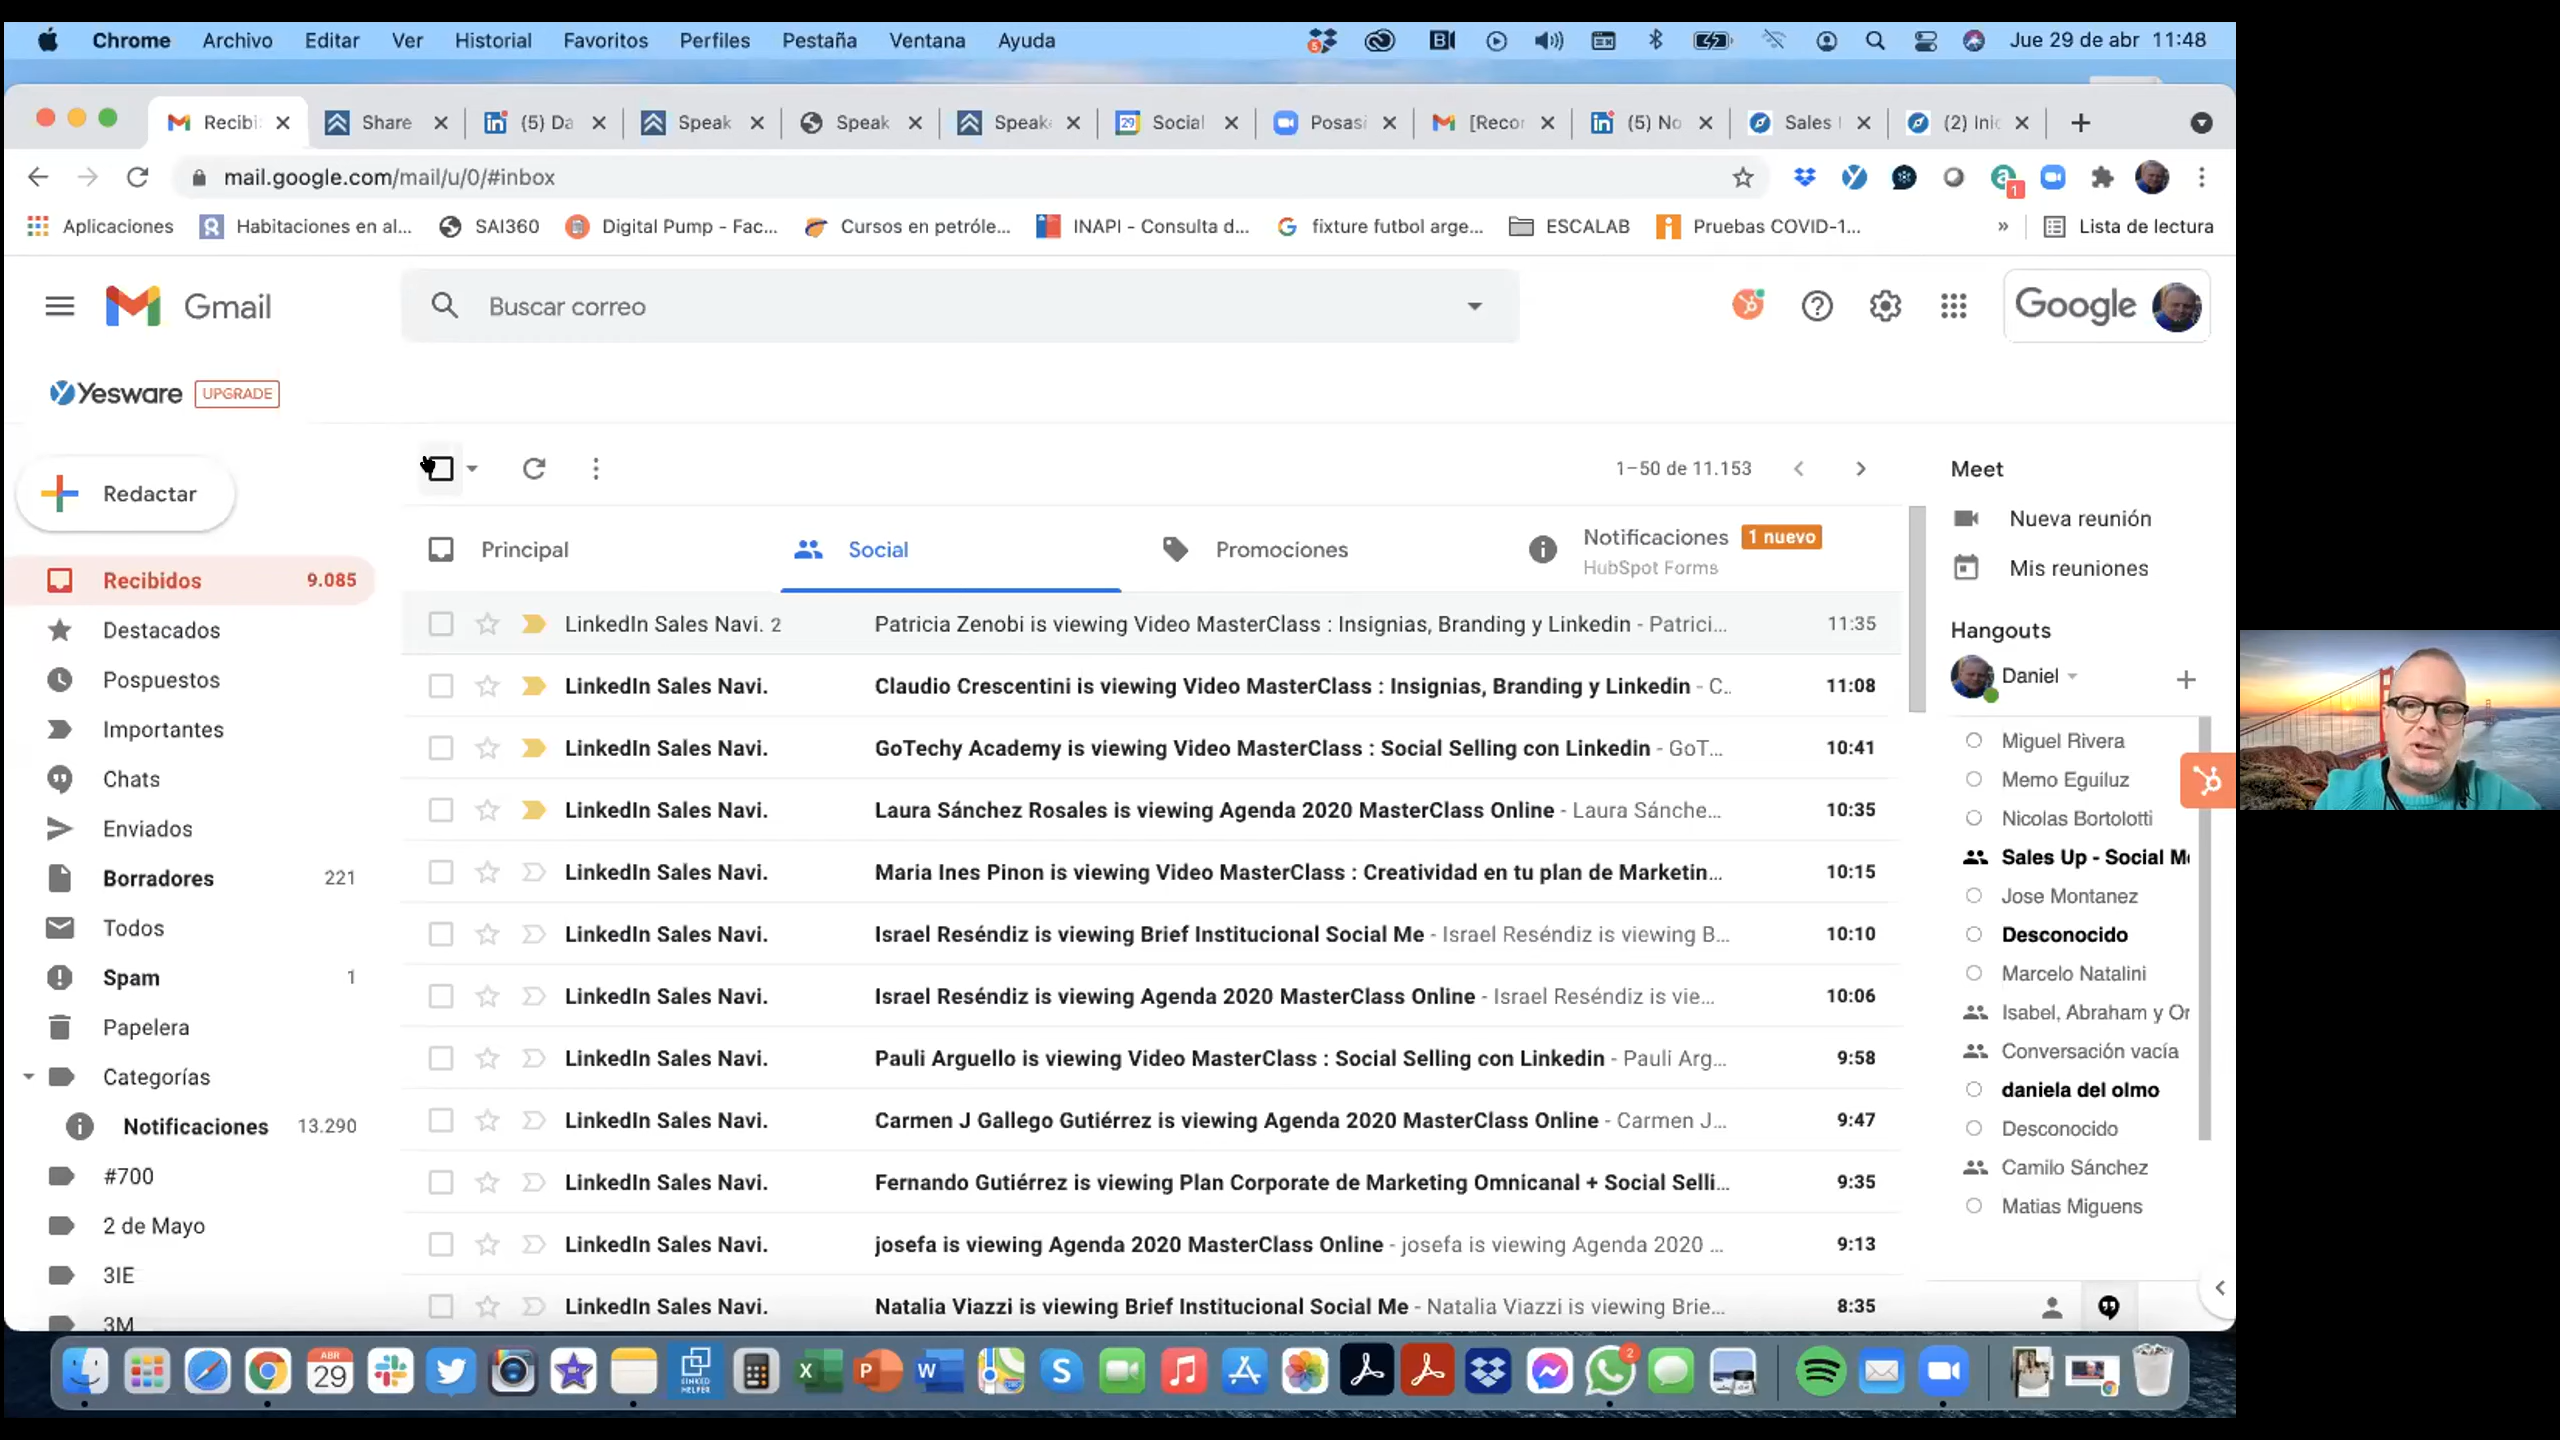 Chrome Archivo Editar Ver Historial Favoritos Perfiles Pestaña Ventana Ayuda Jue 29 de abr 11:48
Recibi Share (5) Da Speak Speak Speake Social Posasi [Recor (5) No Sales (2) Inic
mail.google.com/mail/u/0/#inbox
Aplicaciones Habitaciones en al... SAI360 Digital Pump - Fac... Cursos en petróle... INAPI - Consulta d... fixture futbol arge... ESCALAB Pruebas COVID-1... » Lista de lectura
Gmail Buscar correo Google
Yesware UPGRADE
1-50 de 11.153
Redactar
Recibidos 9.085
Destacados
Pospuestos
Importantes
Chats
Enviados
Borradores 221
Todos
Spam 1
Papelera
Categorías
Notificaciones 13.290
#700
2 de Mayo
3IE
3M
Principal Social Promociones Notificaciones 1 nuevo
HubSpot Forms
LinkedIn Sales Navi. 2 Patricia Zenobi is viewing Video MasterClass : Insignias, Branding y Linkedin - Patrici... 11:35
LinkedIn Sales Navi. Claudio Crescentini is viewing Video MasterClass : Insignias, Branding y Linkedin - C.. 11:08
LinkedIn Sales Navi. GoTechy Academy is viewing Video MasterClass : Social Selling con Linkedin - GoT... 10:41
LinkedIn Sales Navi. Laura Sánchez Rosales is viewing Agenda 2020 MasterClass Online - Laura Sánche... 10:35
LinkedIn Sales Navi. Maria Ines Pinon is viewing Video MasterClass : Creatividad en tu plan de Marketin... 10:15
LinkedIn Sales Navi. Israel Reséndiz is viewing Brief Institucional Social Me - Israel Reséndiz is viewing B... 10:10
LinkedIn Sales Navi. Israel Reséndiz is viewing Agenda 2020 MasterClass Online - Israel Reséndiz is vie... 10:06
LinkedIn Sales Navi. Pauli Arguello is viewing Video MasterClass : Social Selling con Linkedin - Pauli Arg... 9:58
LinkedIn Sales Navi. Carmen J Gallego Gutiérrez is viewing Agenda 2020 MasterClass Online - Carmen J... 9:47
LinkedIn Sales Navi. Fernando Gutiérrez is viewing Plan Corporate de Marketing Omnicanal + Social Selli... 9:35
LinkedIn Sales Navi. josefa is viewing Agenda 2020 MasterClass Online - josefa is viewing Agenda 2020 ... 9:13
LinkedIn Sales Navi. Natalia Viazzi is viewing Brief Institucional Social Me - Natalia Viazzi is viewing Brie... 8:35
Meet
Nueva reunión
Mis reuniones
Hangouts
Daniel
Miguel Rivera
Memo Eguiluz
Nicolas Bortolotti
Sales Up - Social Me
Jose Montanez
Desconocido
Marcelo Natalini
Isabel, Abraham y Or
Conversación vacía
daniela del olmo
Desconocido
Camilo Sánchez
Matias Miguens
ABR
29
LINKED
HELPER
2